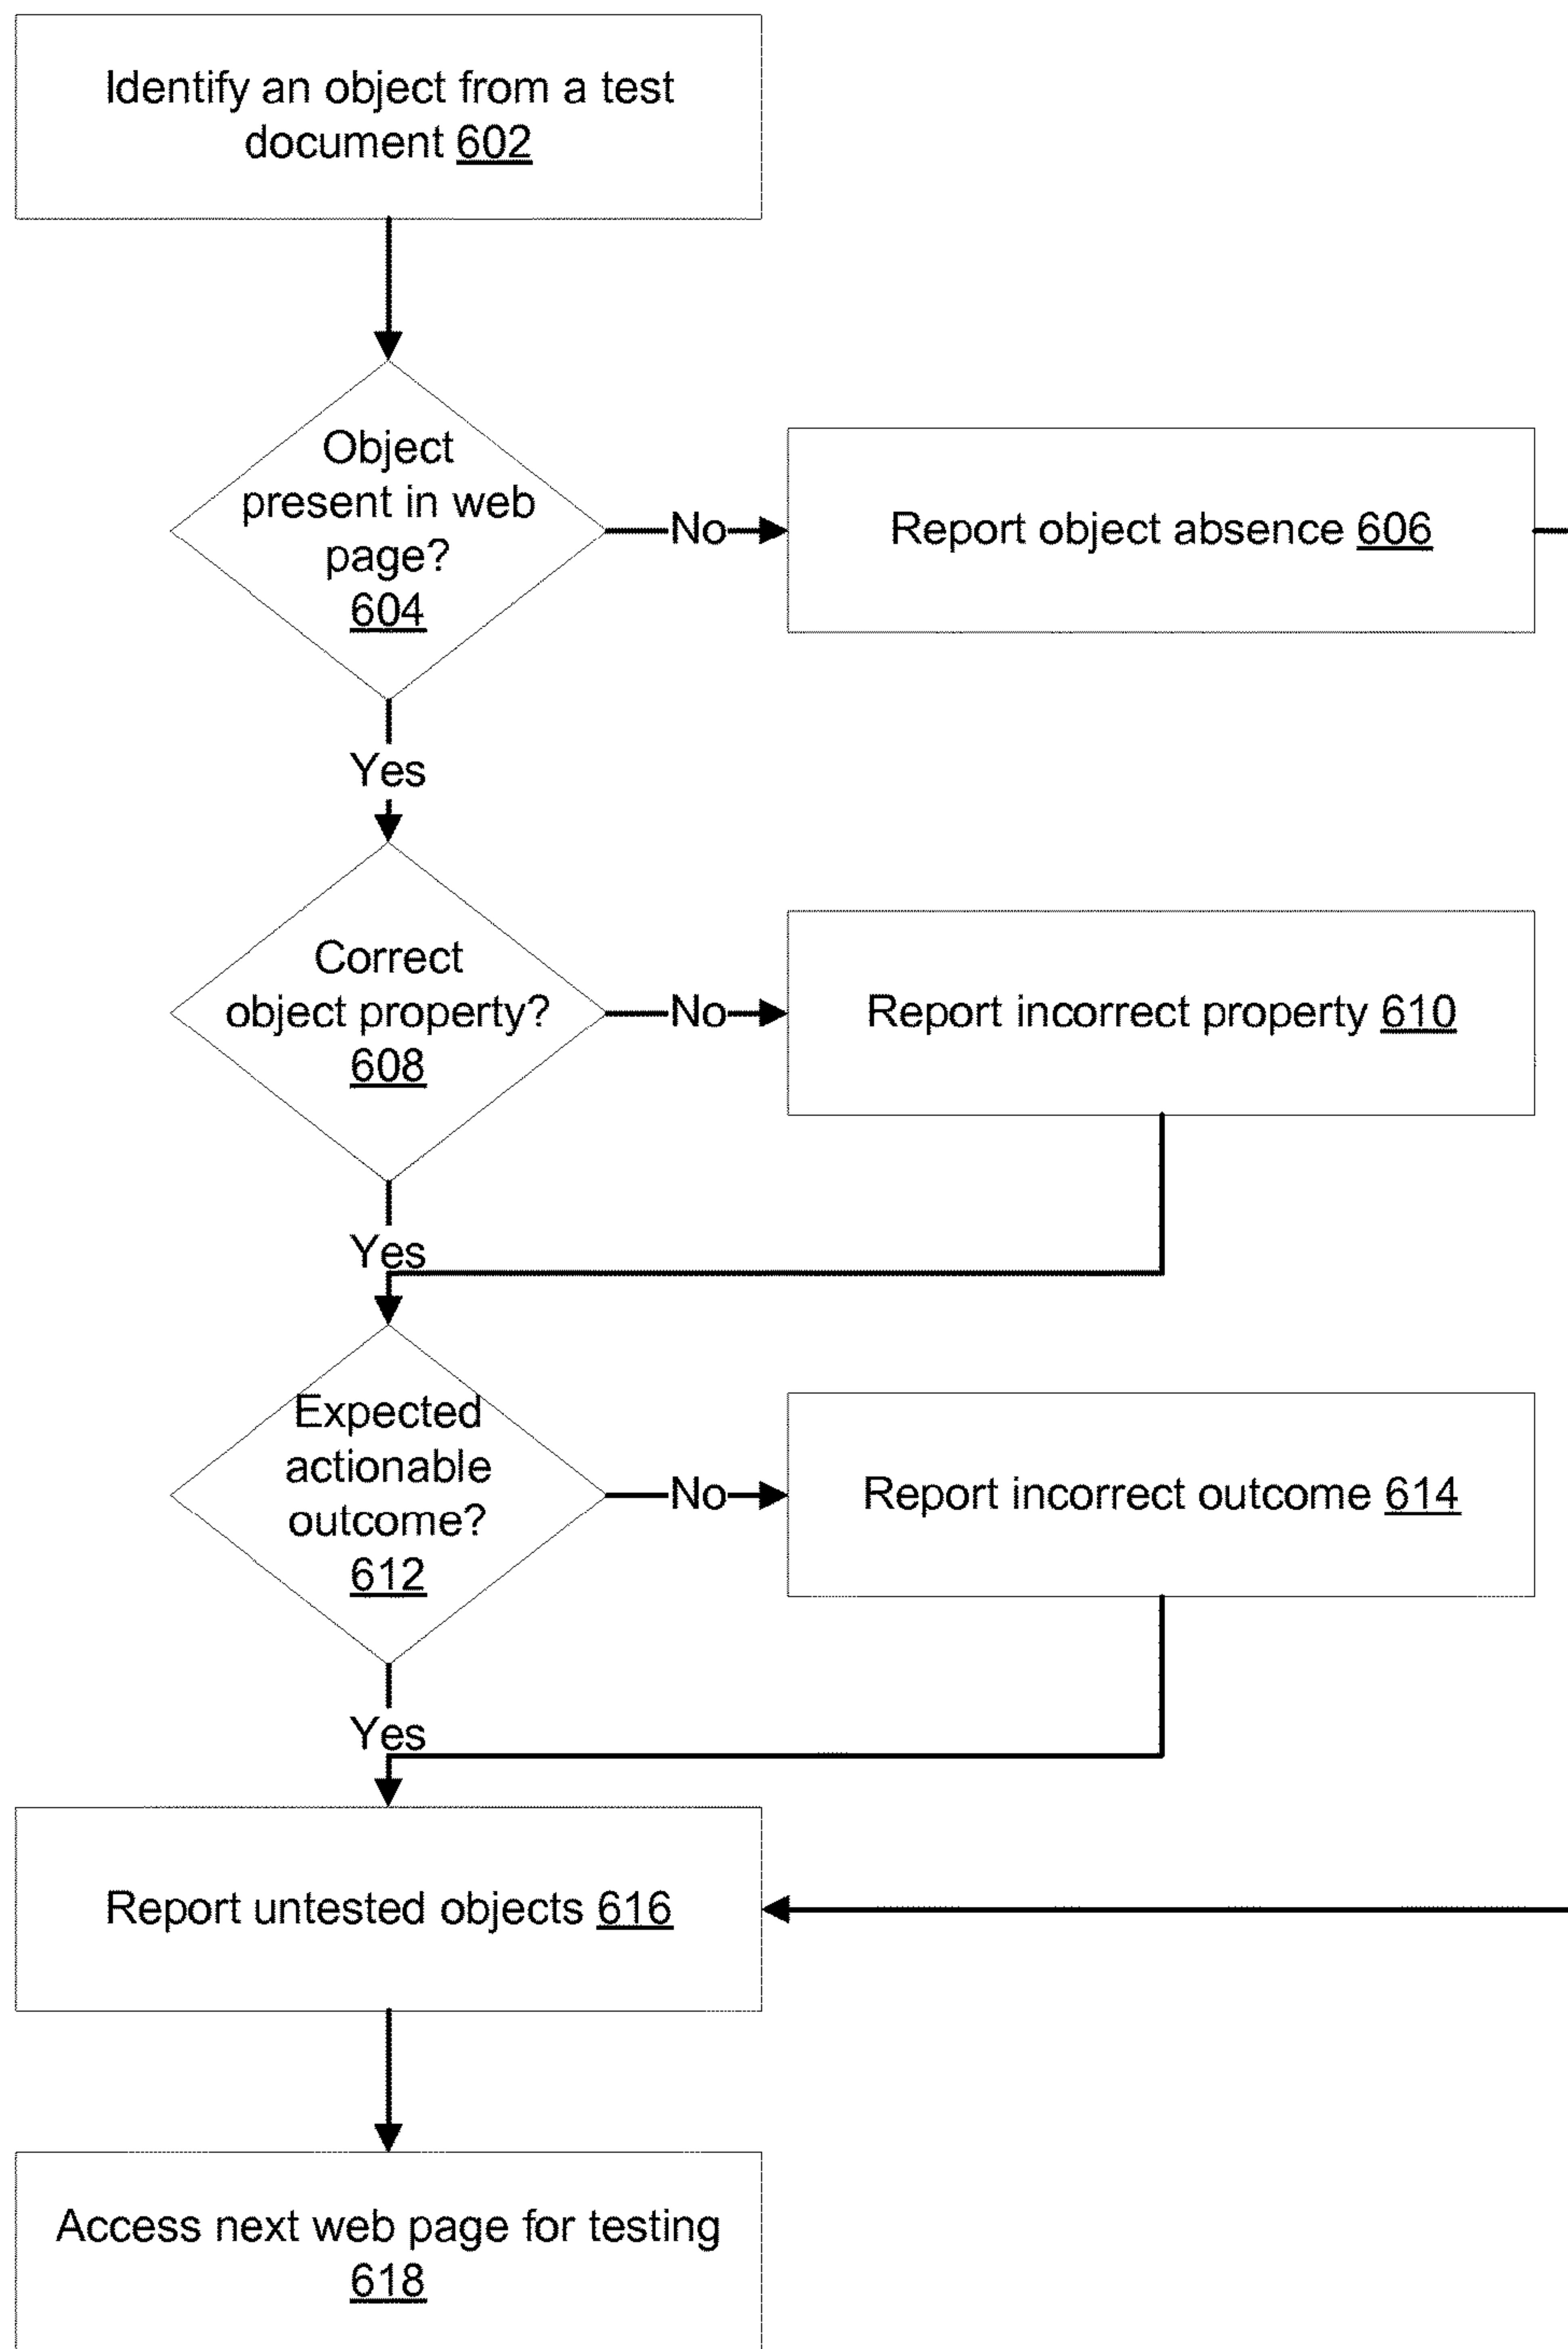 Identify an object from a test
document 602
Object
present in web
page?
604
No
Report object absence 606
Yes
Correct
object property?
608
No
Report incorrect property 610
Yes
Expected
actionable
outcome?
612
No
Report incorrect outcome 614
Yes
Report untested objects 616
Access next web page for testing
618